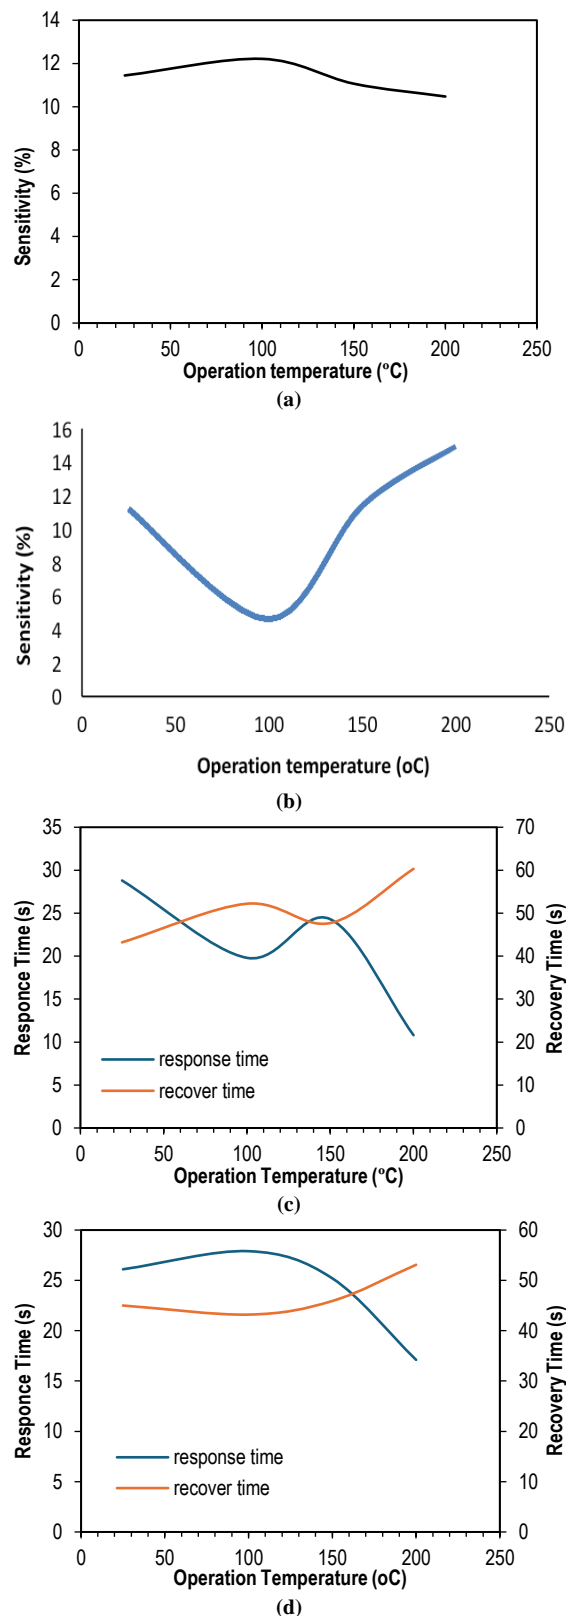 14
12
10
8
6
4
2
0
Sensitivity (%)
0 50 100 150 200 250
Operation temperature (°C)
(a)
16
14
12
10
8
6
4
2
0
Sensitivity (%)
0 50 100 150 200 250
Operation temperature (oC)
(b)
35 70
30 60
25 50
20 40
15 30
10 20
5 10
0 0
Responce Time (s)
Recovery Time (s)
response time
recover time
0 50 100 150 200 250
Operation Temperature (°C)
(c)
30 60
25 50
20 40
15 30
10 20
5 10
0 0
Responce Time (s)
Recovery Time (s)
response time
recover time
0 50 100 150 200 250
Operation Temperature (oC)
(d)